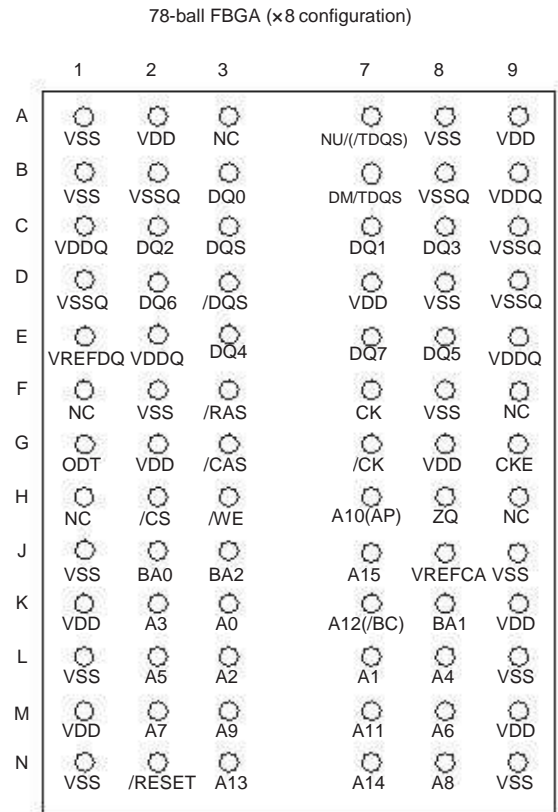 78-ball FBGA (×8 configuration)
1 2 3 7 8 9
A
VSS VDD NC NU/(/TDQS) VSS VDD
B
VSS VSSQ DQ0 DM/TDQS VSSQ VDDQ
C
VDDQ DQ2 DQS DQ1 DQ3 VSSQ
D
VSSQ DQ6 /DQS VDD VSS VSSQ
E
VREFDQ VDDQ DQ4 DQ7 DQ5 VDDQ
F
NC VSS /RAS CK VSS NC
G
ODT VDD /CAS /CK VDD CKE
H
NC /CS /WE A10(AP) ZQ NC
J
VSS BA0 BA2 A15 VREFCA VSS
K
VDD A3 A0 A12(/BC) BA1 VDD
L
VSS A5 A2 A1 A4 VSS
M
VDD A7 A9 A11 A6 VDD
N
VSS /RESET A13 A14 A8 VSS